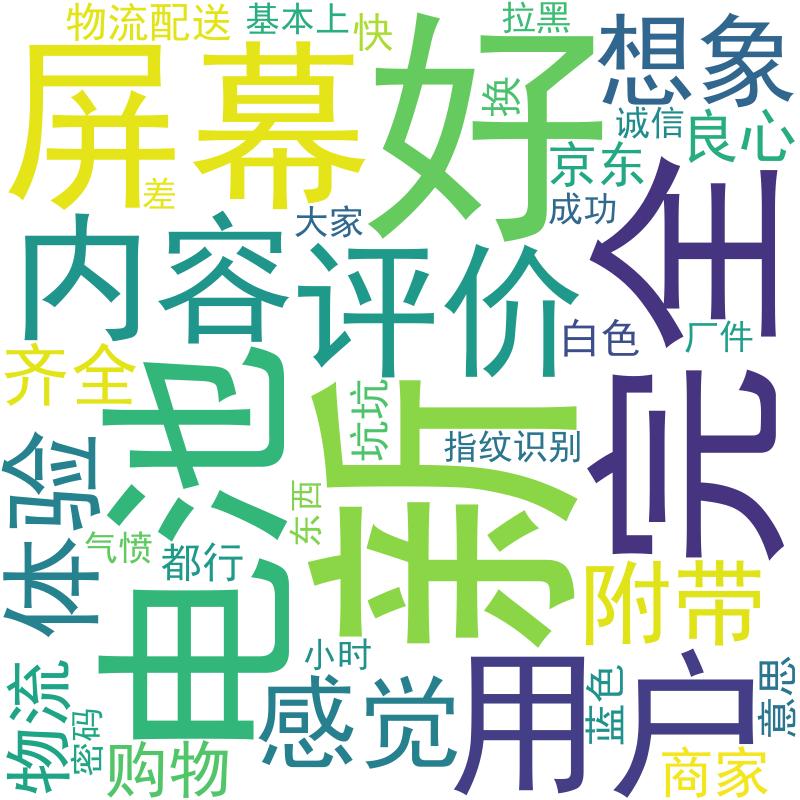 物流配送
基本上
快
好
拉黑
想象
屏幕
换
诚信
良心
京东
差
大家
成功
完全
内容
评价
白色
厂件
齐全
电池
新
坑坑
指纹识别
体验
东西
气愤
都行
附带
小时
感觉
用户
蓝色
意思
物流
密码
购物
商家